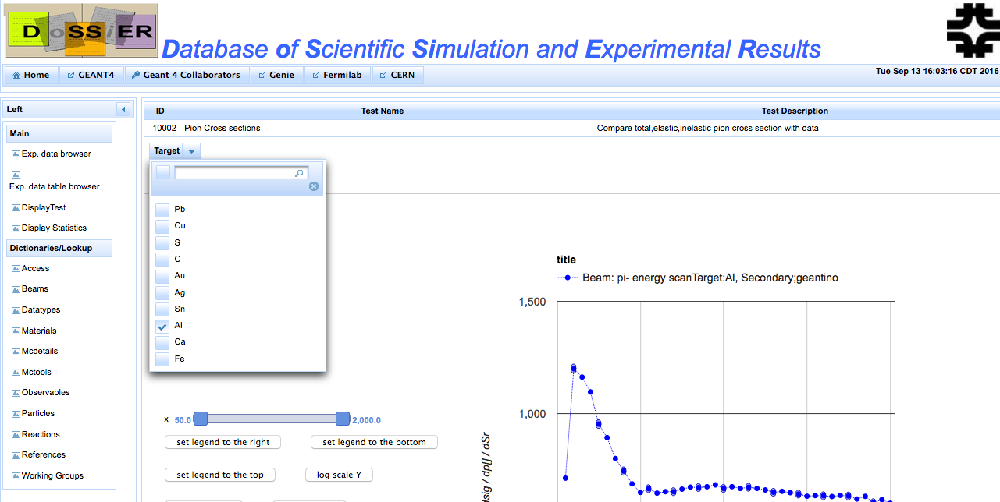 DoSSiER
Database of Scientific Simulation and Experimental Results
Home GEANT4 Geant 4 Collaborators Genie Fermilab CERN
Tue Sep 13 16:03:16 CDT 2016
Left
Main
Exp. data browser
Exp. data table browser
DisplayTest
Display Statistics
Dictionaries/Lookup
Access
Beams
Datatypes
Materials
Mcdetails
Mctools
Observables
Particles
Reactions
References
Working Groups
ID Test Name Test Description
10002 Pion Cross sections Compare total,elastic,inelastic pion cross section with data
Target
Pb
Cu
S
C
Au
Ag
Sn
Al
Ca
Fe
x 50.0 2,000.0
set legend to the right set legend to the bottom
set legend to the top log scale Y
title
Beam: pi- energy scanTarget:Al, Secondary;geantino
1,500
1,000
/ dp[] / dSr